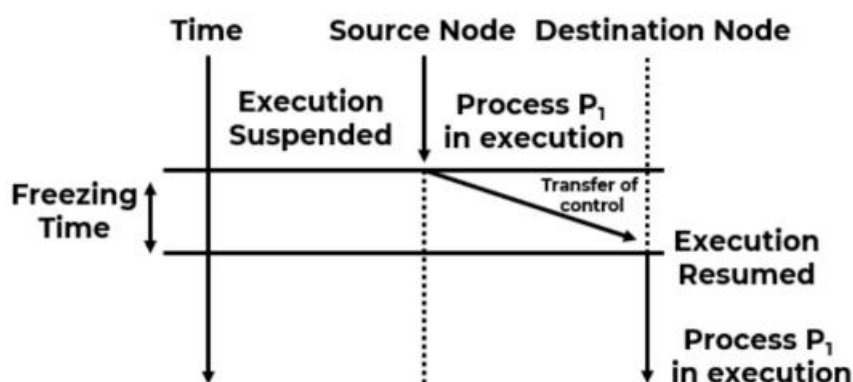 Time
Source Node
Destination Node
Execution
Suspended
Process P₁
in execution
Transfer of
control
Freezing
Time
Execution
Resumed
Process P₁
in execution